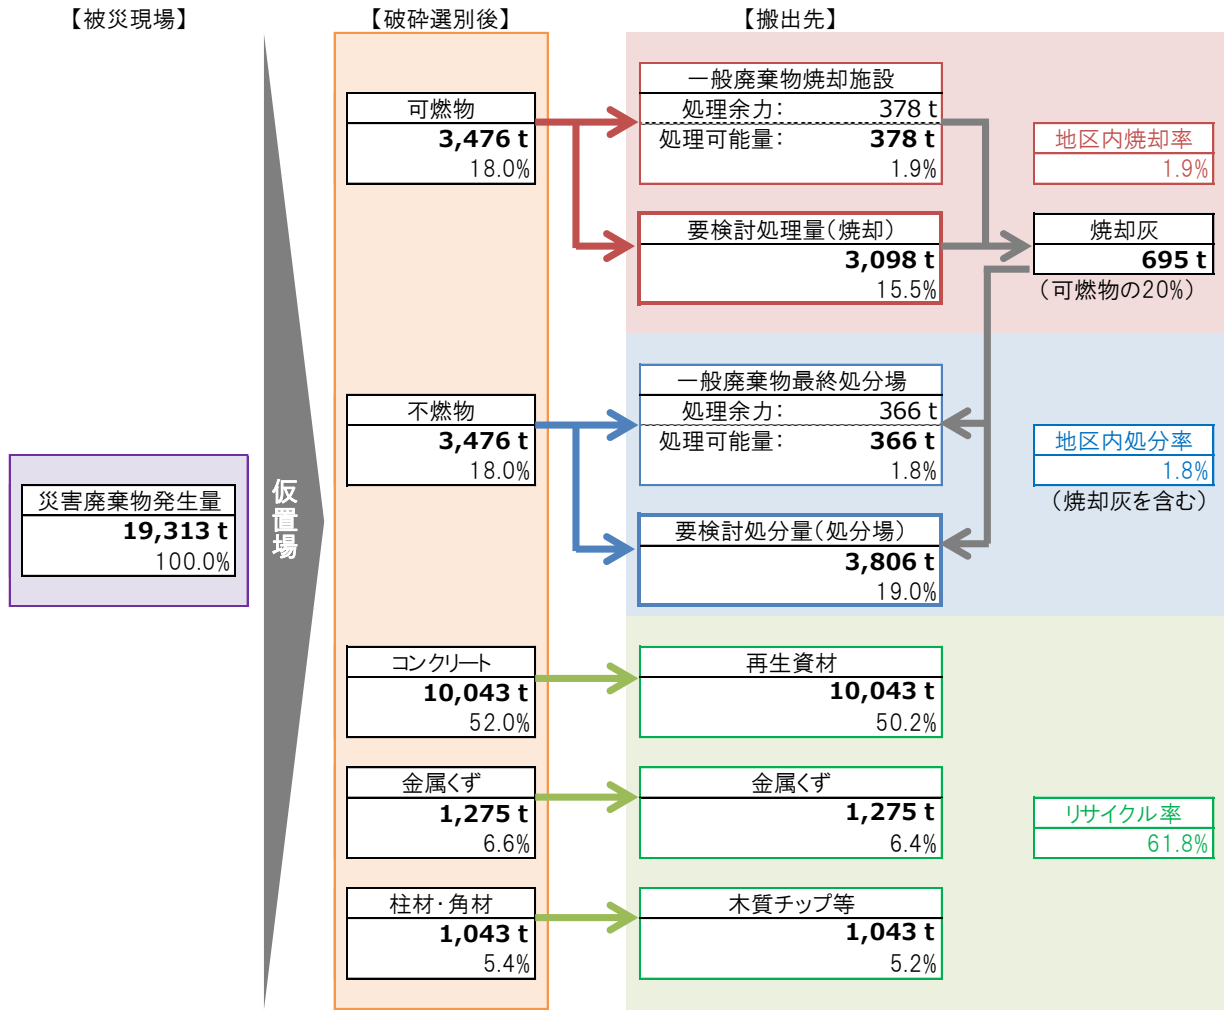 【被災現場】
【破砕選別後】
【搬出先】
災害廃棄物発生量
19,313 t
100.0%
仮置場
可燃物
3,476 t
18.0%
一般廃棄物焼却施設
処理余力： 378 t
処理可能量： 378 t
1.9%
地区内焼却率
1.9%
要検討処理量（焼却）
3,098 t
15.5%
焼却灰
695 t
（可燃物の20%）
不燃物
3,476 t
18.0%
一般廃棄物最終処分場
処理余力： 366 t
処理可能量： 366 t
1.8%
地区内処分率
1.8%
（焼却灰を含む）
要検討処分量（処分場）
3,806 t
19.0%
コンクリート
10,043 t
52.0%
再生資材
10,043 t
50.2%
金属くず
1,275 t
6.6%
金属くず
1,275 t
6.4%
リサイクル率
61.8%
柱材・角材
1,043 t
5.4%
木質チップ等
1,043 t
5.2%